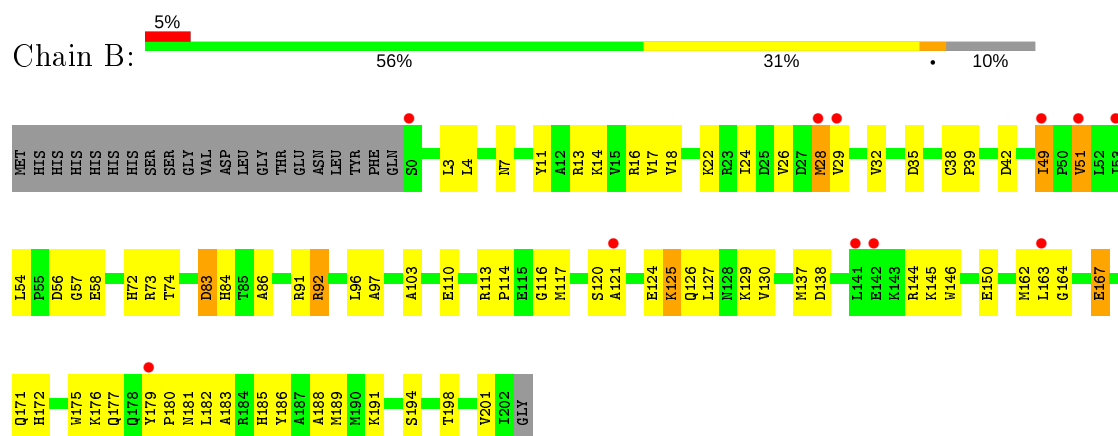 5%
Chain B:
56% 31% • 10%
MET HIS HIS HIS HIS HIS HIS SER SER GLY VAL ASP LEU GLY THR GLU ASN LEU TYR PHE GLN S0 L3 L4 N7 Y11 A12 R13 K14 V15 R16 V17 V18 K22 R23 I24 D25 V26 D27 M28 V29 V32 D35 C38 P39 D42 I49 P50 V51 L52 I53
L54 P55 D56 G57 E58 H72 R73 T74 D83 H84 T85 A86 R91 R92 L96 A97 A103 E110 R113 P114 E115 G116 M117 S120 A121 E124 K125 Q126 L127 N128 K129 V130 M137 D138 L141 E142 K143 R144 K145 W146 E150 M162 L163 G164 E167
Q171 H172 W175 K176 Q177 Q178 Y179 P180 N181 L182 A183 R184 H185 Y186 A187 A188 M189 M190 K191 S194 T198 V201 I202 GLY